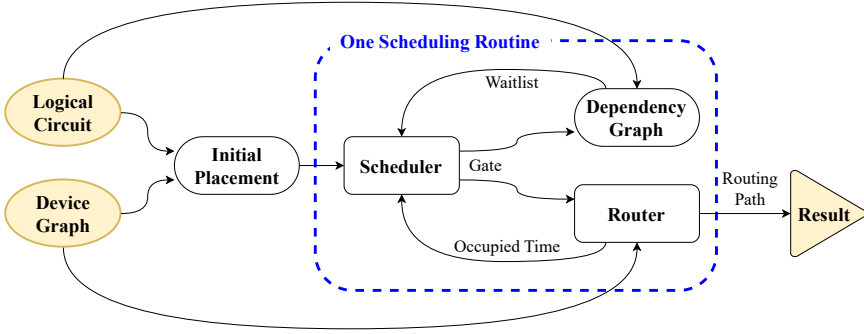 One Scheduling Routine
Logical
Circuit
Waitlist
Dependency
Graph
Initial
Placement
Scheduler
Gate
Device
Graph
Router
Occupied Time
Routing
Path
Result